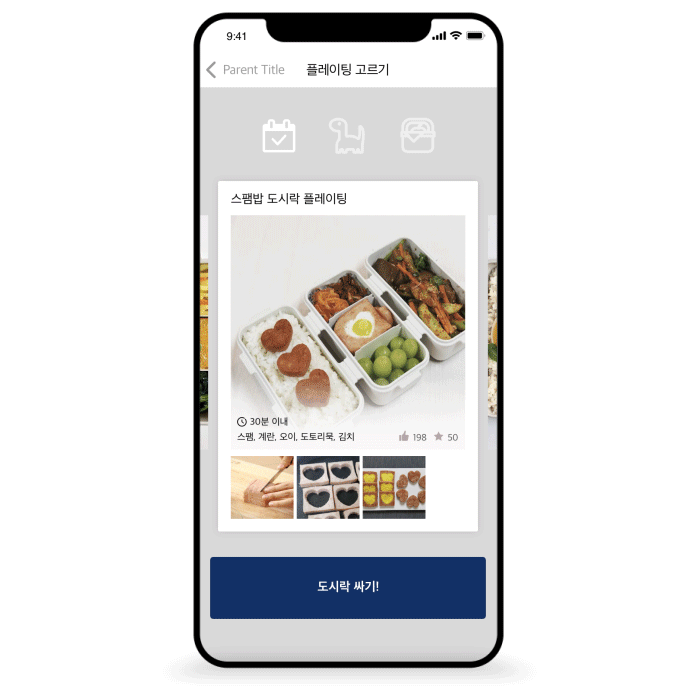 9:41
Parent Title 플레이팅 고르기
스팸밥 도시락 플레이팅
30분 이내
스팸, 계란, 오이, 도토리묵, 김치 198 50
도시락 싸기!